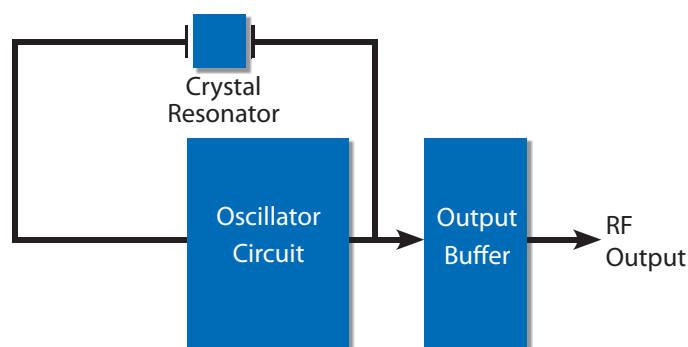 Crystal
Resonator
Oscillator
Circuit
Output
Buffer
RF
Output